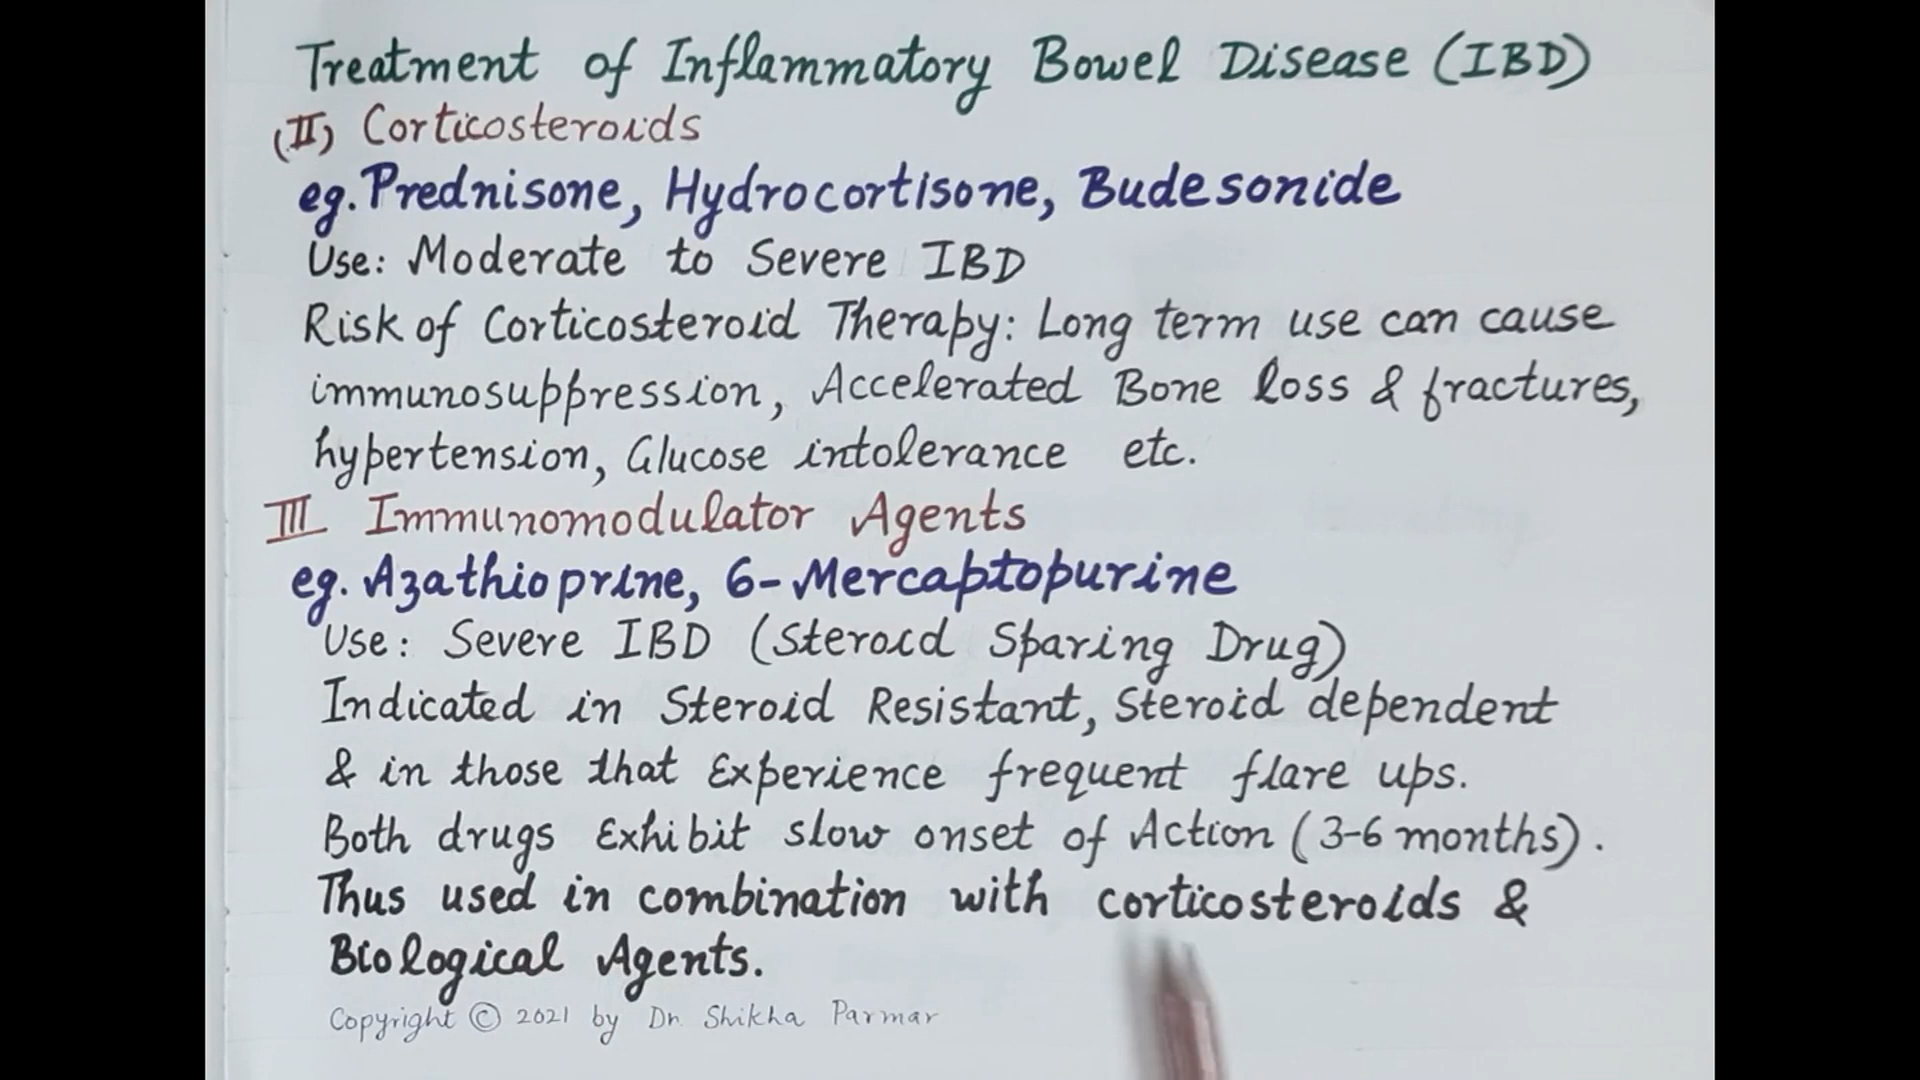 Treatment of Inflammatory Bowel Disease (IBD)
(II) Corticosteroids
eg. Prednisone, Hydrocortisone, Budesonide
Use: Moderate to Severe IBD
Risk of Corticosteroid Therapy: Long term use can cause
immunosuppression, Accelerated Bone loss & fractures,
hypertension, Glucose intolerance etc.
III Immunomodulator Agents
eg. Azathioprine, 6-Mercaptopurine
Use: Severe IBD (Steroid Sparing Drug)
Indicated in Steroid Resistant, Steroid dependent
& in those that Experience frequent flare ups.
Both drugs Exhibit slow onset of Action (3-6 months).
Thus used in combination with corticosteroids &
Biological Agents.
Copyright © 2021 by Dr. Shikha Parmar